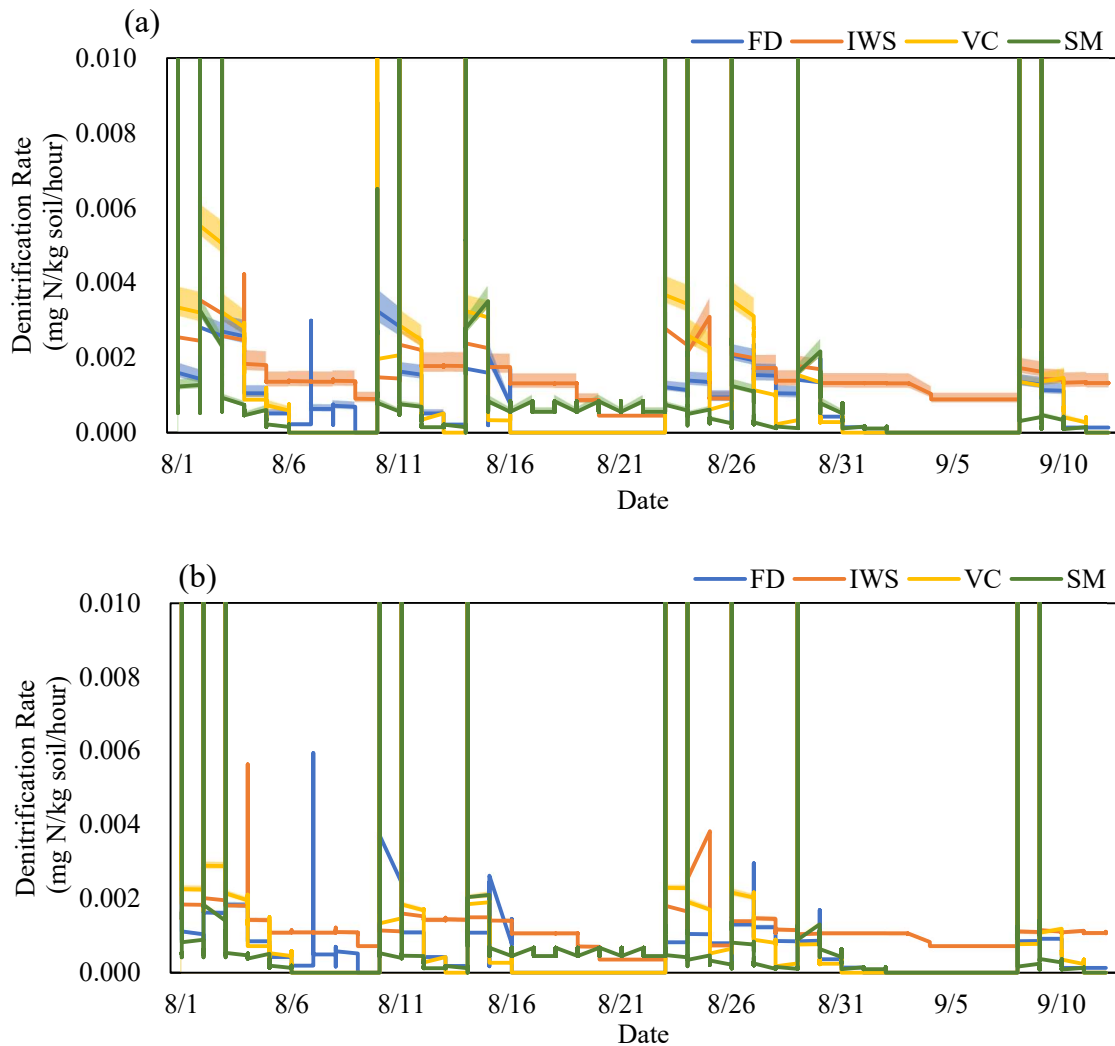 (a)
FD IWS VC SM
Denitrification Rate
(mg N/kg soil/hour)
0.010
0.008
0.006
0.004
0.002
0.000
8/1 8/6 8/11 8/16 8/21 8/26 8/31 9/5 9/10
Date
(b)
FD IWS VC SM
Denitrification Rate
(mg N/kg soil/hour)
0.010
0.008
0.006
0.004
0.002
0.000
8/1 8/6 8/11 8/16 8/21 8/26 8/31 9/5 9/10
Date